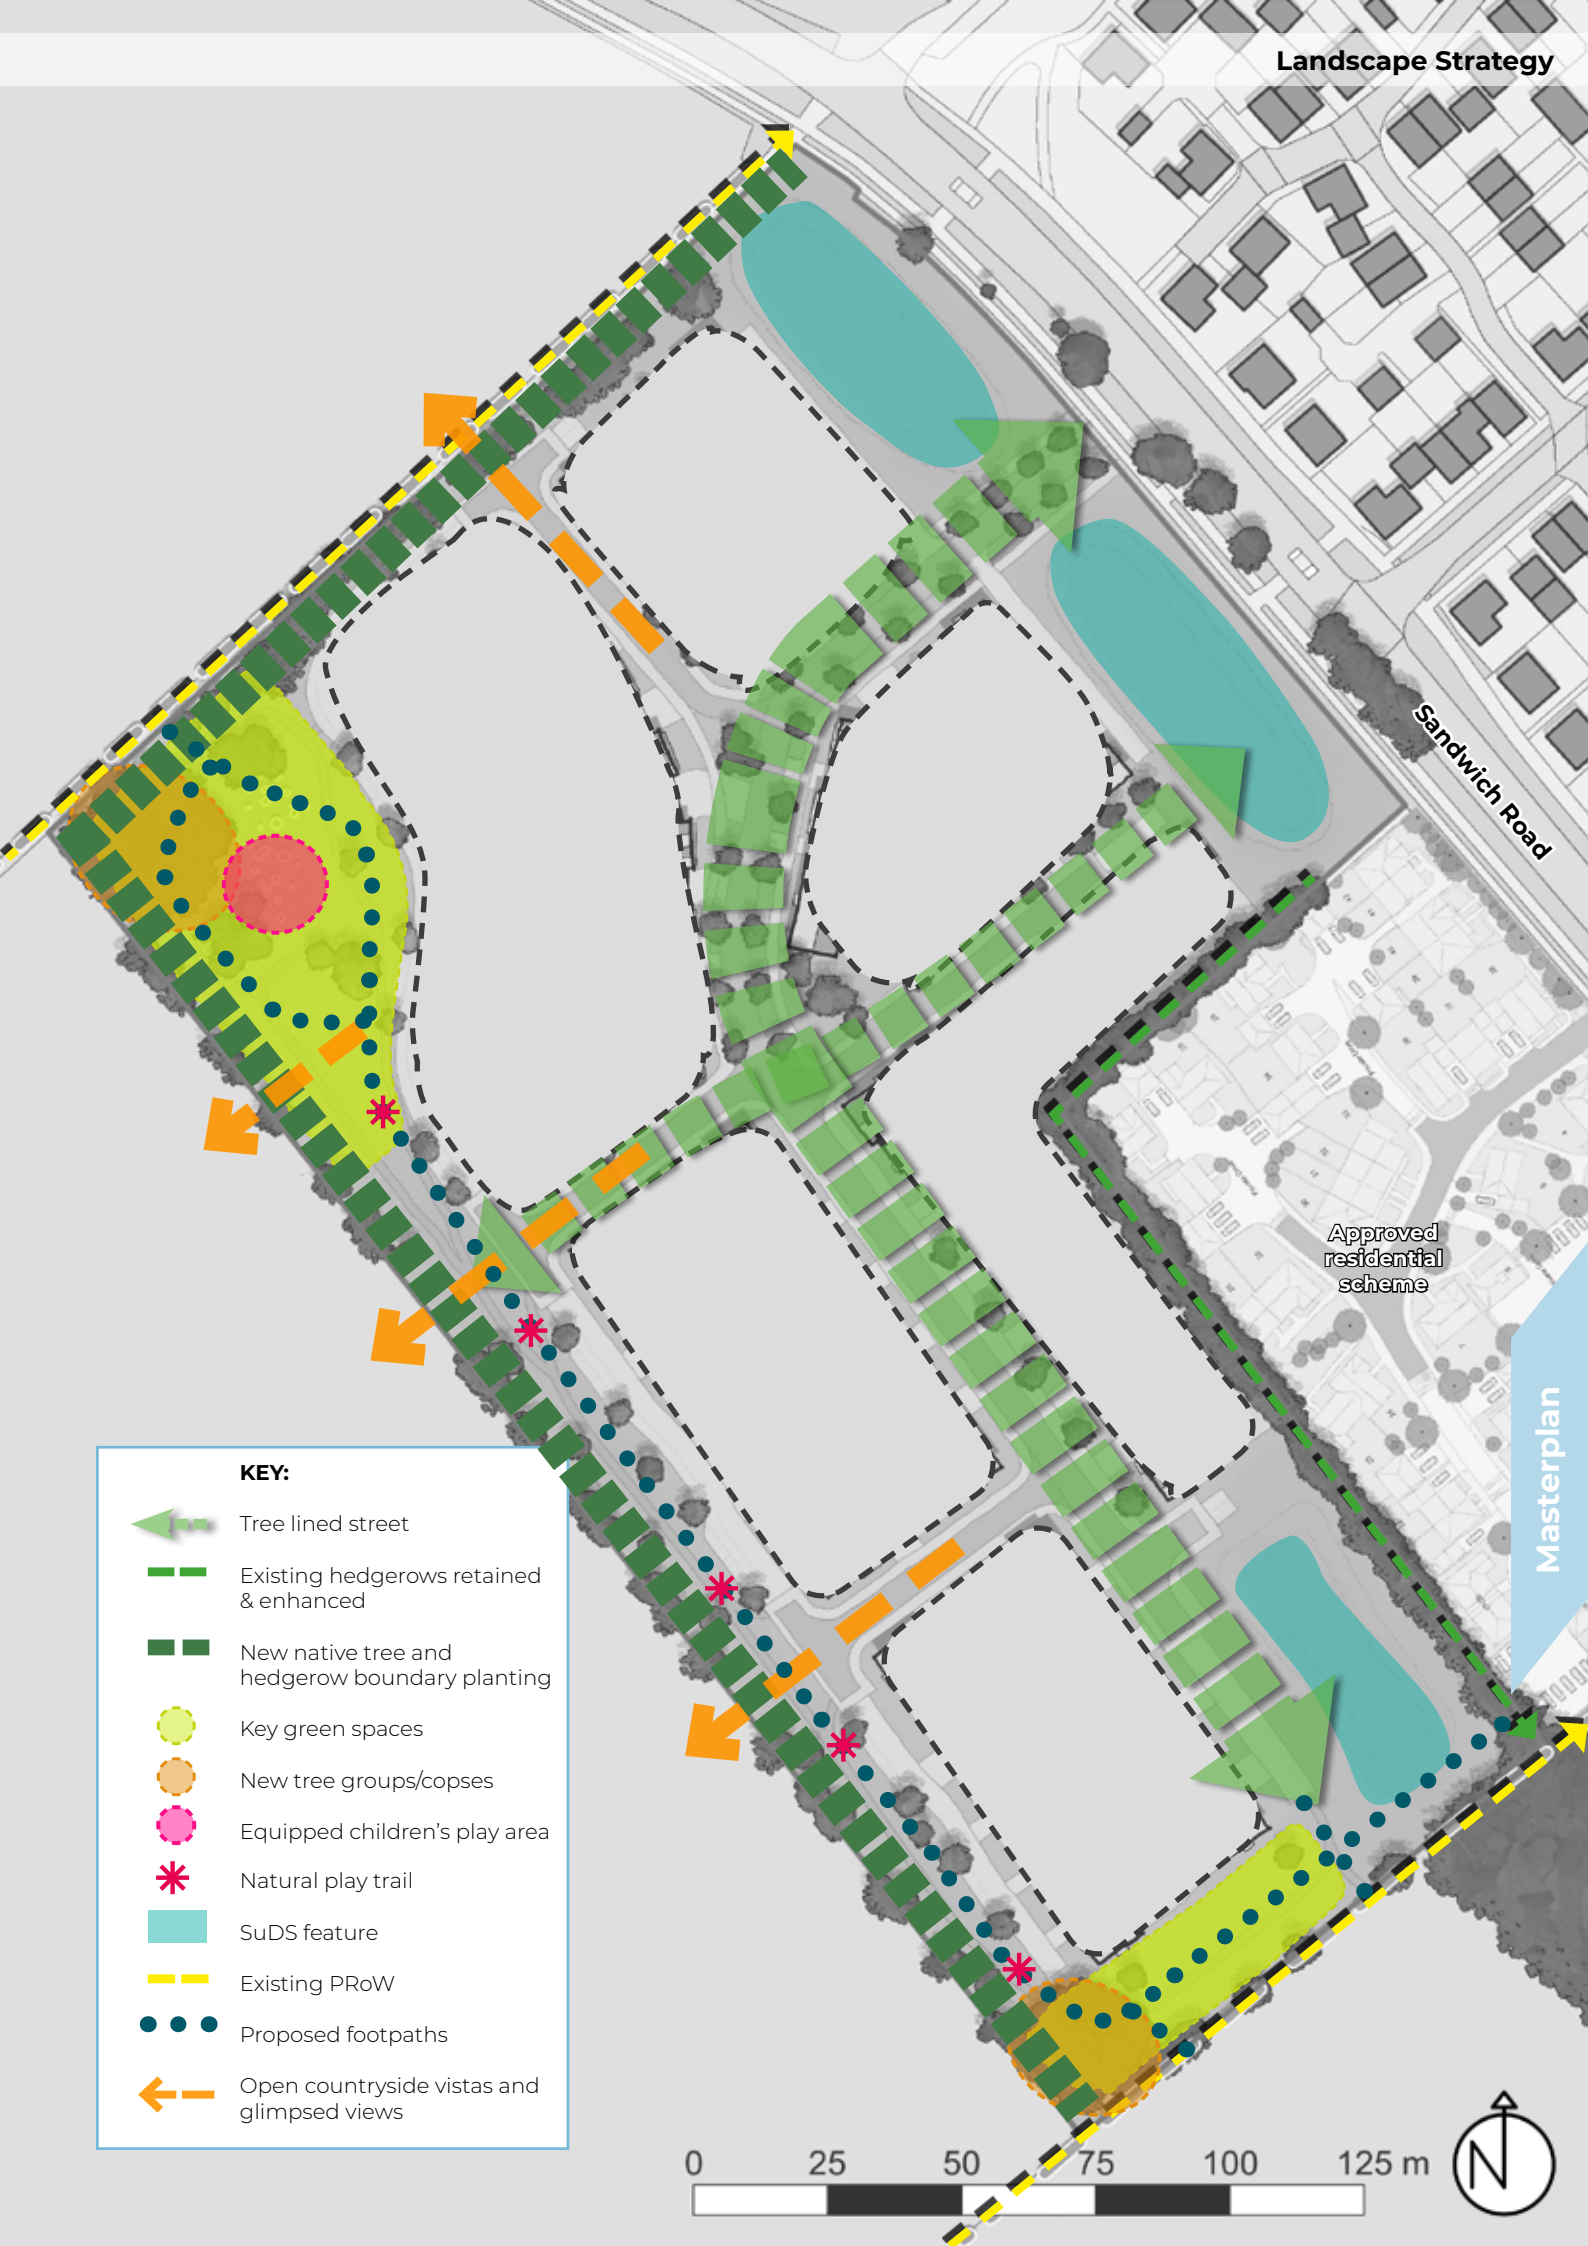 Landscape Strategy
Sandwich Road
Approved
residential
scheme
Masterplan
KEY:
Tree lined street
Existing hedgerows retained
& enhanced
New native tree and
hedgerow boundary planting
Key green spaces
New tree groups/copses
Equipped children's play area
Natural play trail
SuDS feature
Existing PRoW
Proposed footpaths
Open countryside vistas and
glimpsed views
0 25 50 75 100 125 m
N